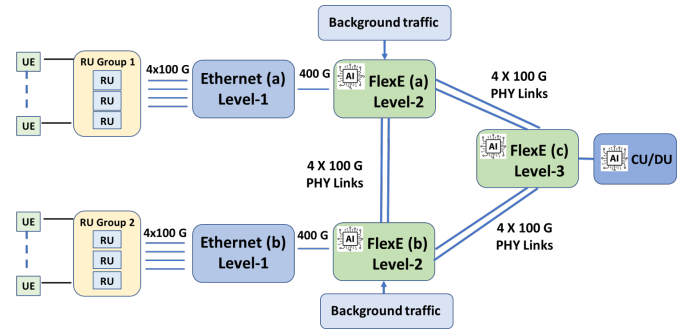 Background traffic
UE
RU Group 1
RU
RU
RU
UE
4x100 G
Ethernet (a)
Level-1
400 G
AI
FlexE (a)
Level-2
4 X 100 G
PHY Links
4 X 100 G
PHY Links
AI
FlexE (c)
Level-3
AI
CU/DU
UE
RU Group 2
RU
RU
RU
UE
4x100 G
Ethernet (b)
Level-1
400 G
AI
FlexE (b)
Level-2
4 X 100 G
PHY Links
Background traffic